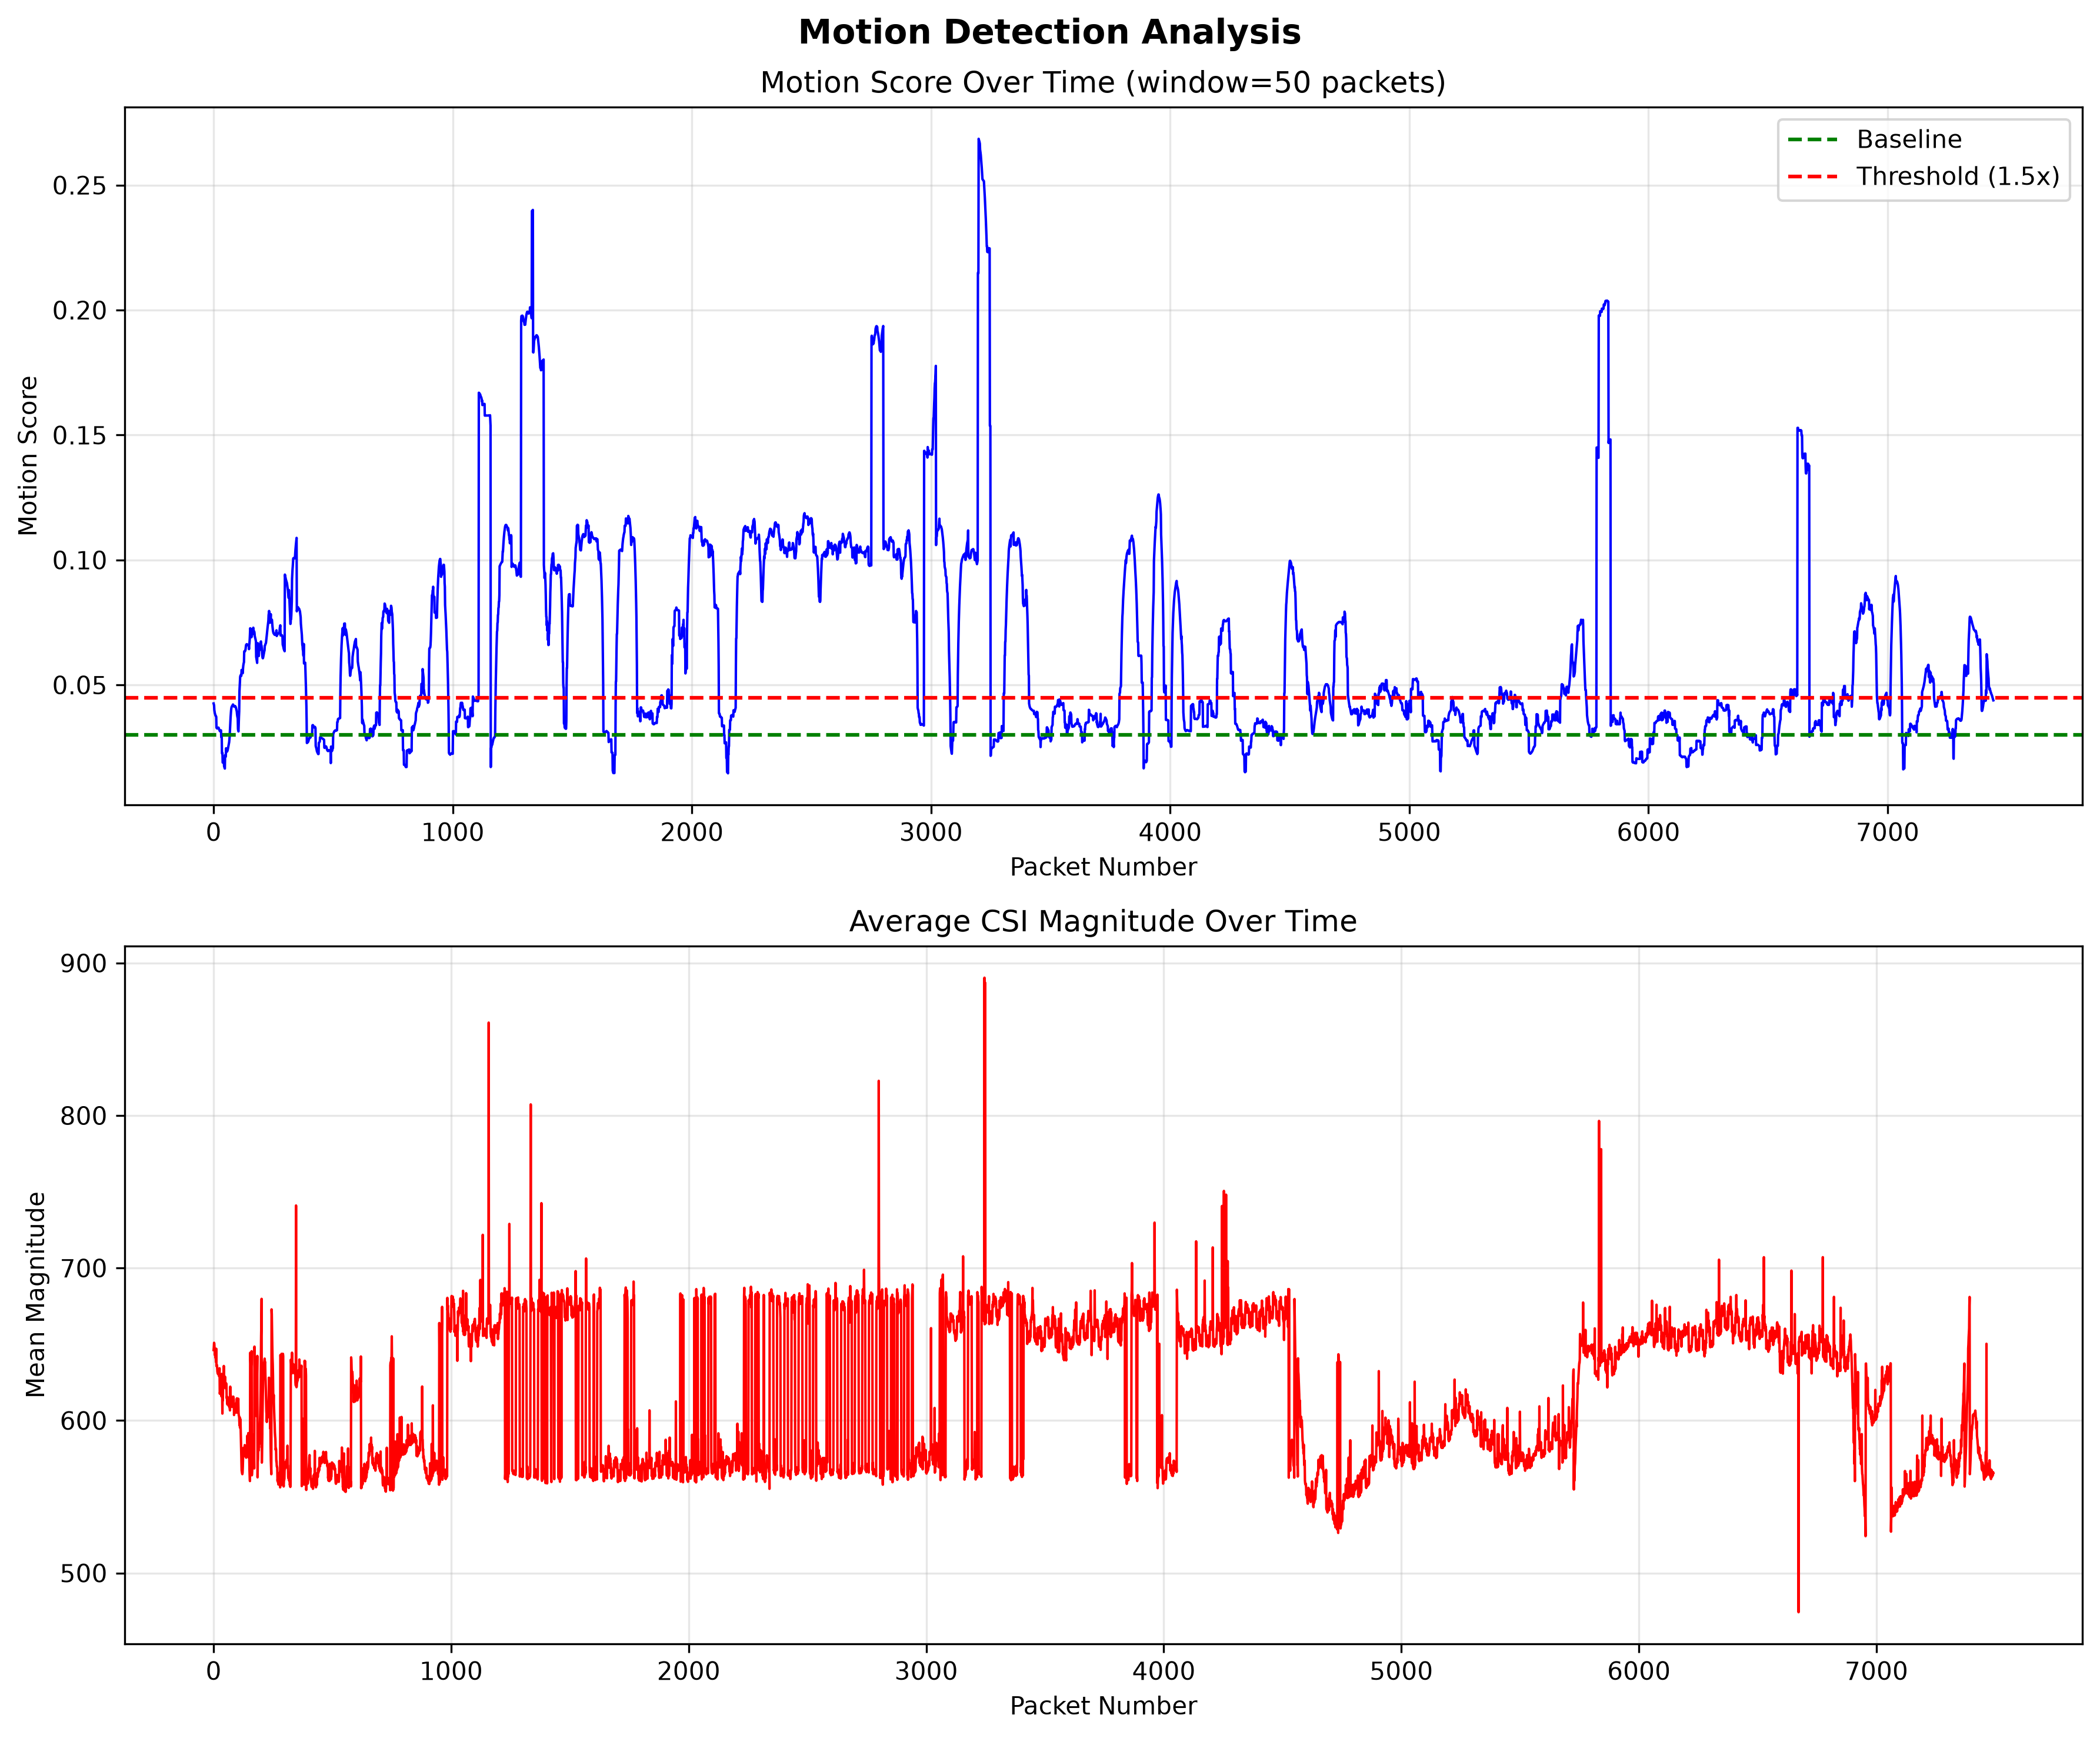 Motion Detection Analysis
Motion Score Over Time (window=50 packets)
Baseline
Threshold (1.5x)
0.25
0.20
0.15
0.10
0.05
Motion Score
0 1000 2000 3000 4000 5000 6000 7000
Packet Number
Average CSI Magnitude Over Time
900
800
700
600
500
Mean Magnitude
0 1000 2000 3000 4000 5000 6000 7000
Packet Number